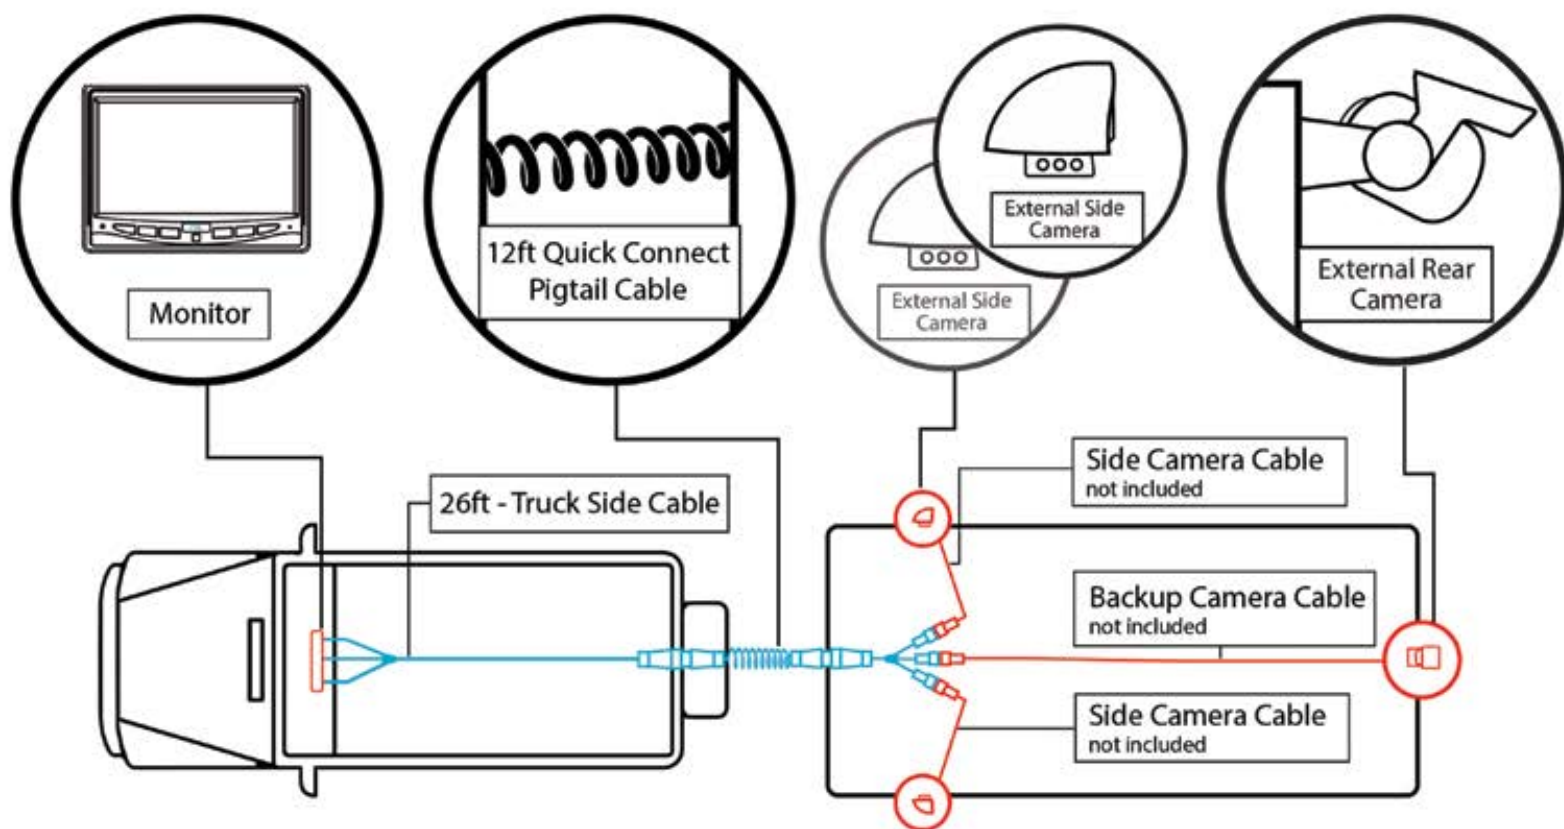 Monitor
12ft Quick Connect
Pigtail Cable
External Side
Camera
External Side
Camera
External Rear
Camera
26ft - Truck Side Cable
Side Camera Cable
not included
Backup Camera Cable
not included
Side Camera Cable
not included